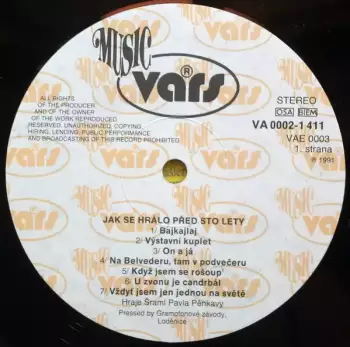 MUSIC
vars
®
ALL RIGHTS
OF THE PRODUCER
AND OF THE OWNER
OF THE WORK REPRODUCED
RESERVED. UNAUTHORIZED, COPYING,
HIRING, LENDING, PUBLIC PERFORMANCE
AND BROADCASTING OF THIS RECORD PROHIBITED
STEREO
OSA BIEM
VA 0002-1 411
VAE 0003
1. strana
℗ 1991
JAK SE HRÁLO PŘED STO LETY
1/ Bajkajlaj
2/ Výstavní kuplet
3/ On a já
4/ Na Belvederu, tam v podvečeru
5/ Když jsem se rošoup'
6/ U zvonu je candrbál
7/ Vždyť jsem jen jednou na světě
Hraje Šraml Pavla Pěhkavy
Pressed by Gramofonové závody,
Loděnice